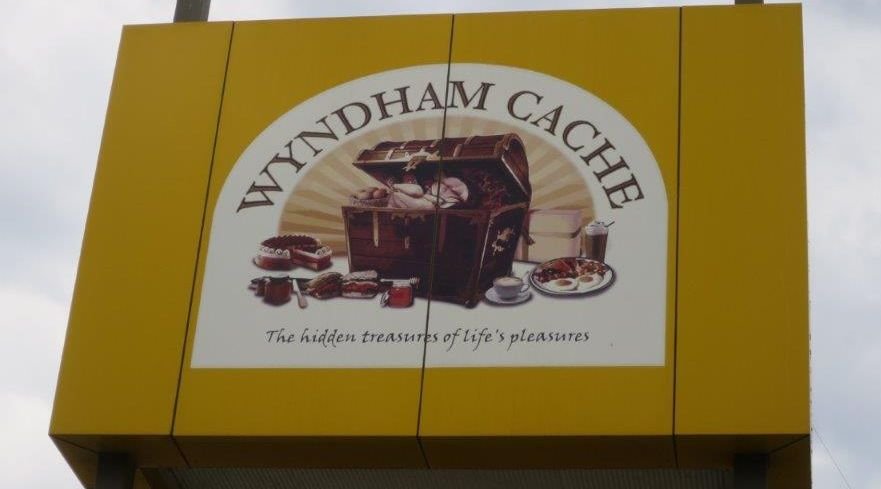 WYNDHAM CACHE
The hidden treasures of life's pleasures